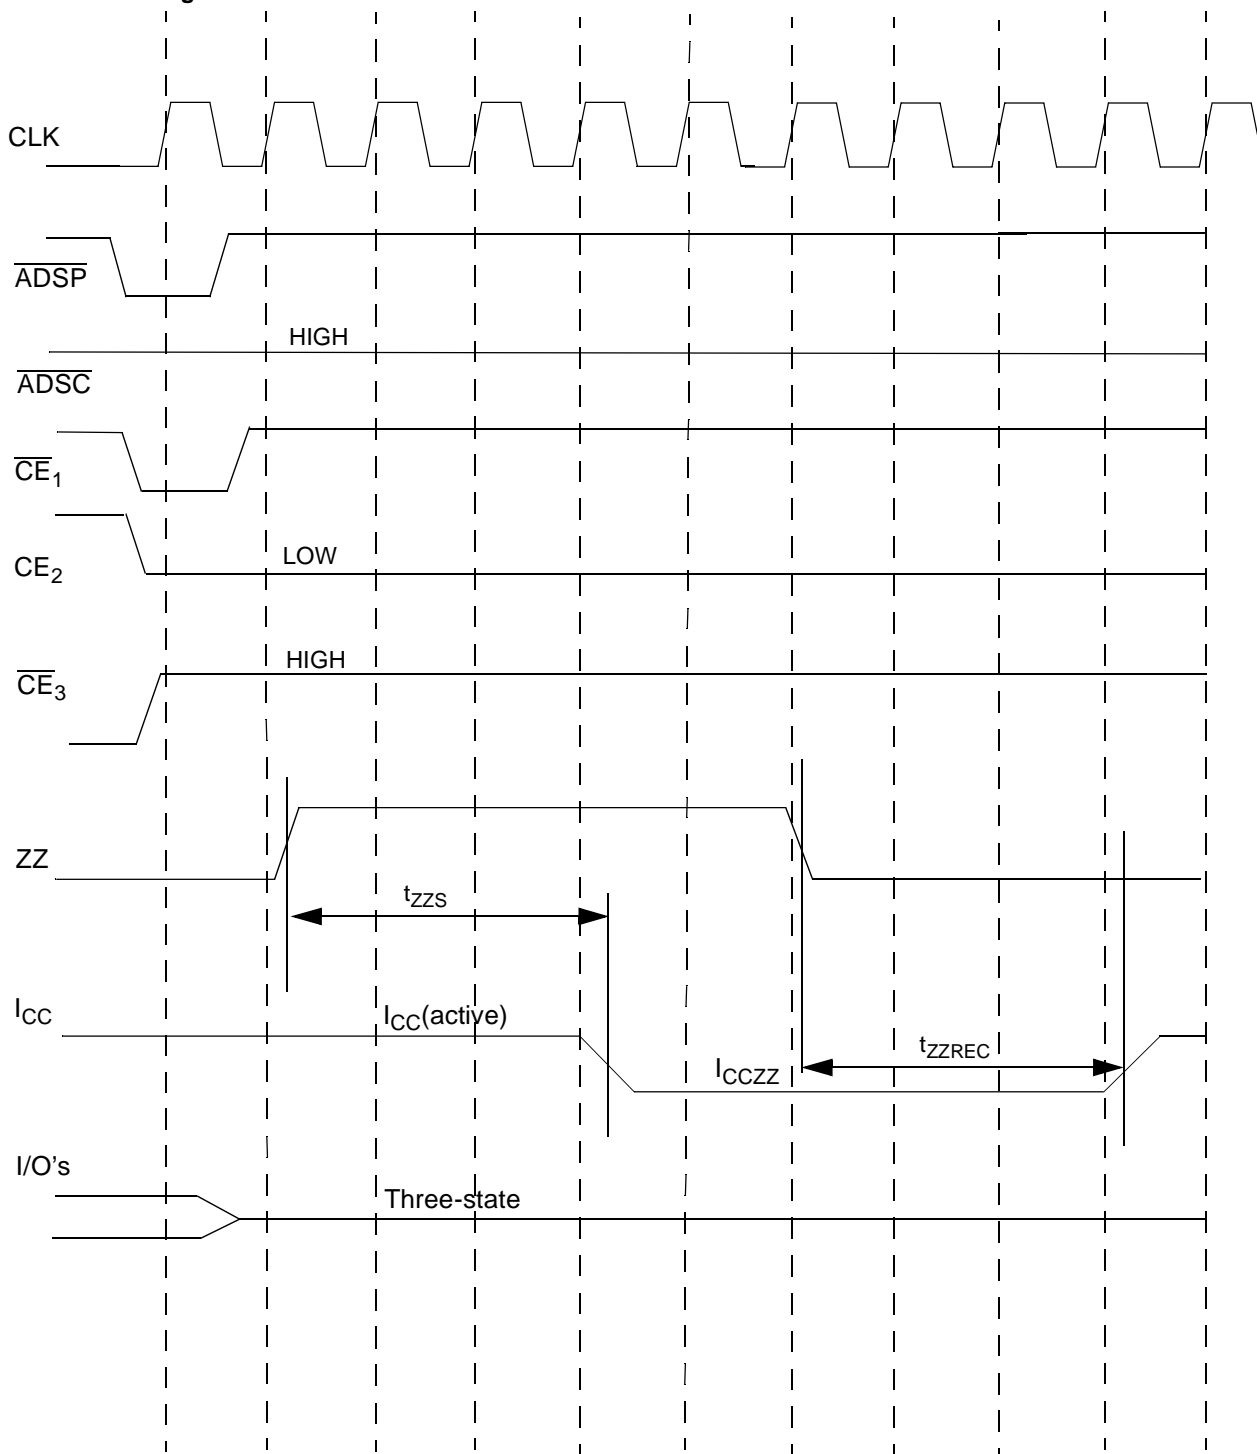 CLK
ADSP
HIGH
ADSC
CE1
LOW
CE2
HIGH
CE3
ZZ
tZZS
ICC
ICC(active)
tZZREC
ICCZZ
I/O's
Three-state